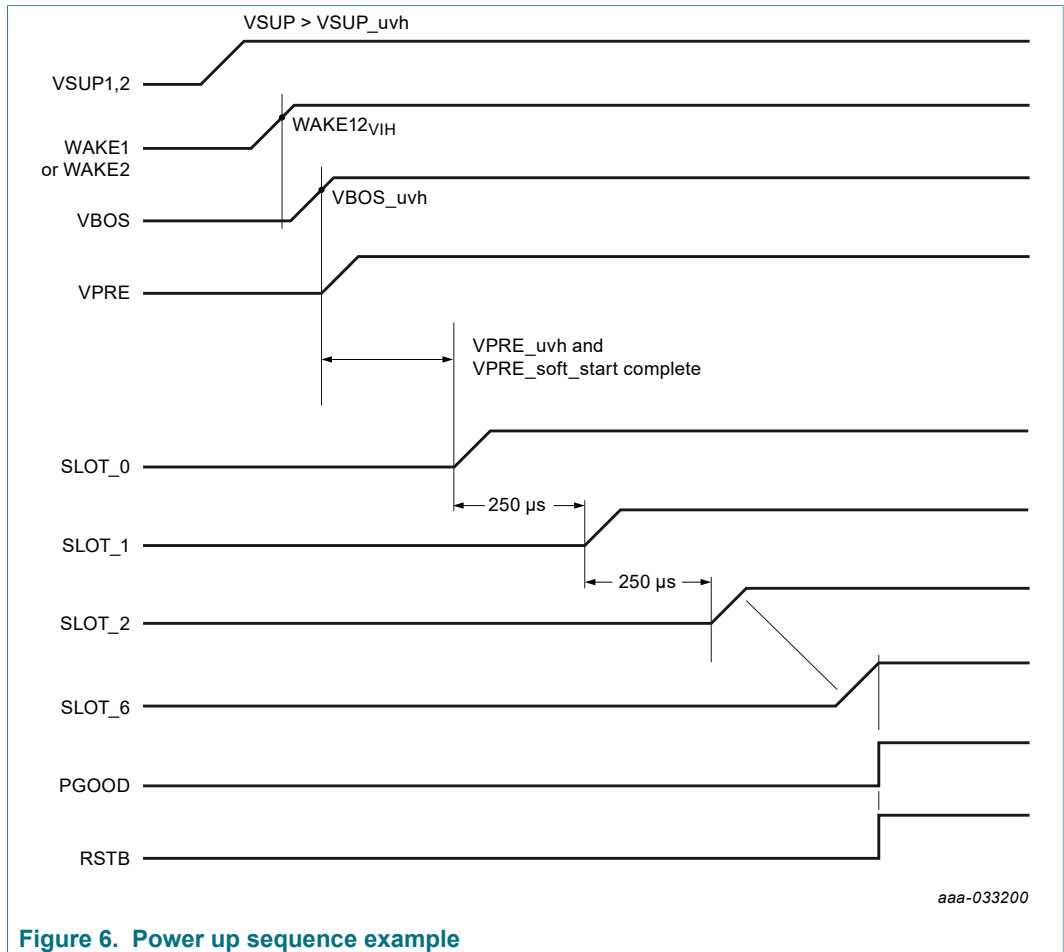 VSUP > VSUP_uvh
VSUP1,2
WAKE12VIH
WAKE1
or WAKE2
VBOS_uvh
VBOS
VPRE
VPRE_uvh and
VPRE_soft_start complete
SLOT_0
250 µs
SLOT_1
250 µs
SLOT_2
SLOT_6
PGOOD
RSTB
aaa-033200
Figure 6. Power up sequence example